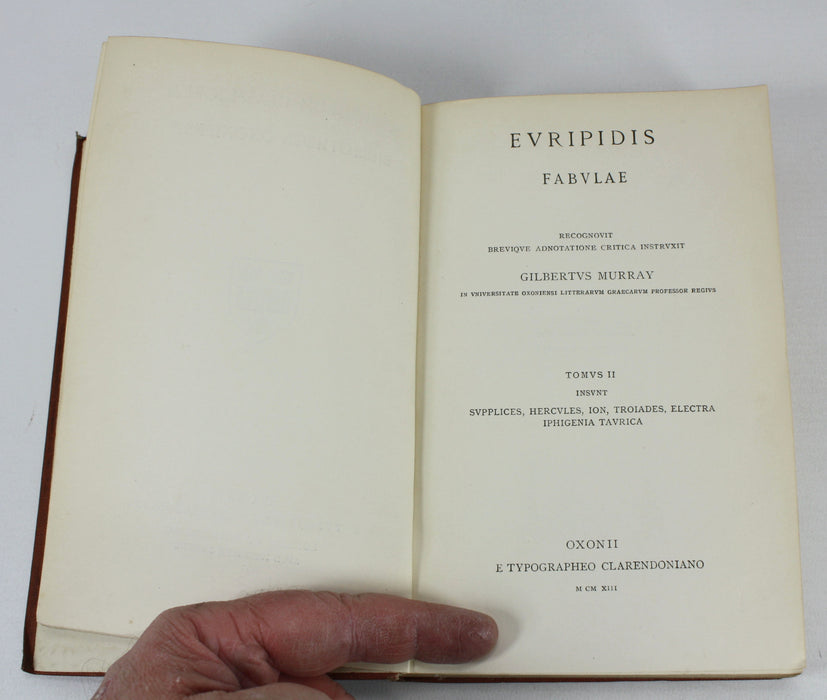 EVRIPIDIS
FABVLAE
RECOGNOVIT
BREVIQVE ADNOTATIONE CRITICA INSTRVXIT
GILBERTVS MURRAY
IN VNIVERSITATE OXONIENSI LITTERARVM GRAECARVM PROFESSOR REGIVS
TOMVS II
INSVNT
SVPPLICES, HERCVLES, ION, TROIADES, ELECTRA
IPHIGENIA TAVRICA
OXONII
E TYPOGRAPHEO CLARENDONIANO
M CM XIII